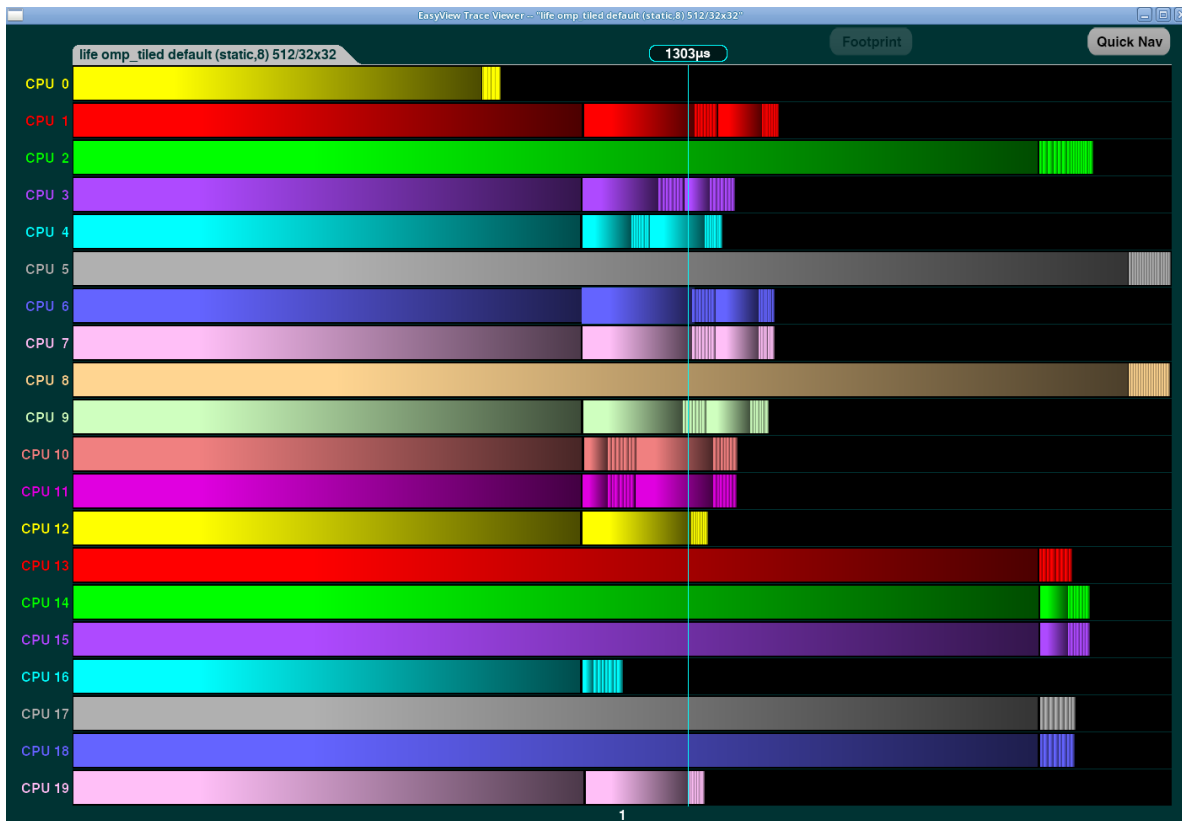 EasyView Trace Viewer -- "life omp_tiled default (static,8) 512/32x32"
Footprint
Quick Nav
life omp_tiled default (static,8) 512/32x32
1303µs
CPU 0
CPU 1
CPU 2
CPU 3
CPU 4
CPU 5
CPU 6
CPU 7
CPU 8
CPU 9
CPU 10
CPU 11
CPU 12
CPU 13
CPU 14
CPU 15
CPU 16
CPU 17
CPU 18
CPU 19
1